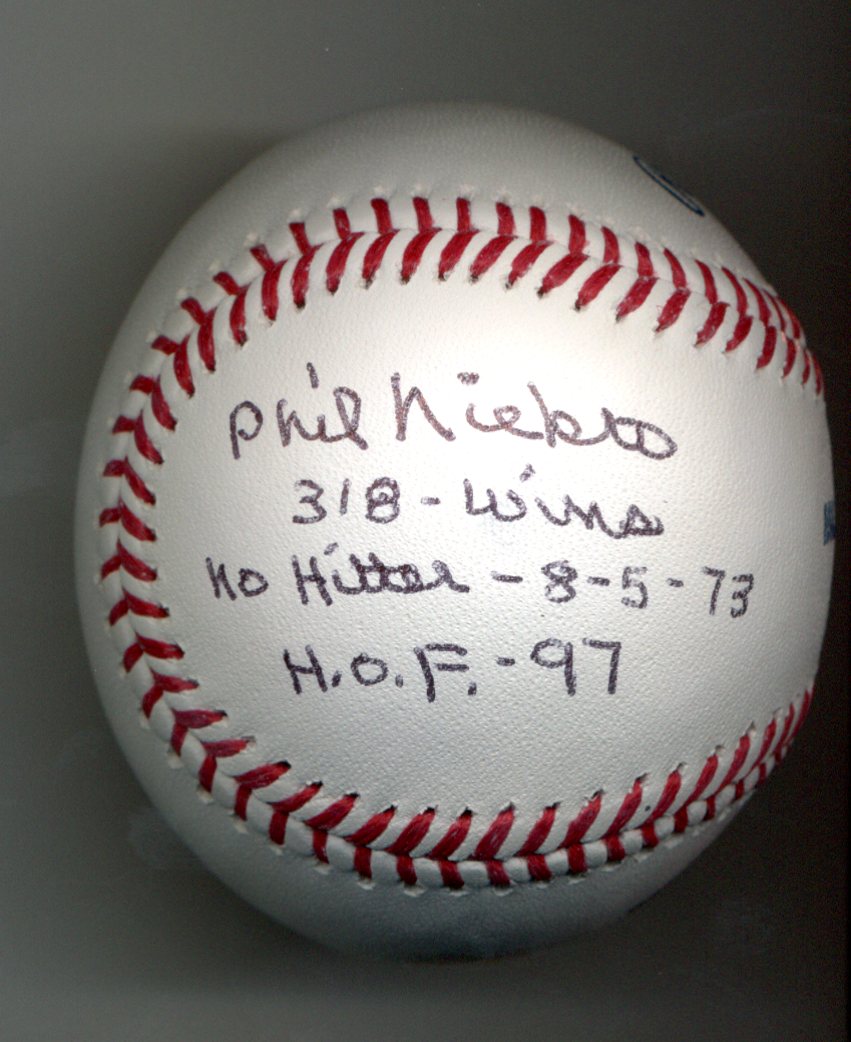 Phil Niekro
318 - Wins
No Hitter - 8-5-73
H.O.F. - 97